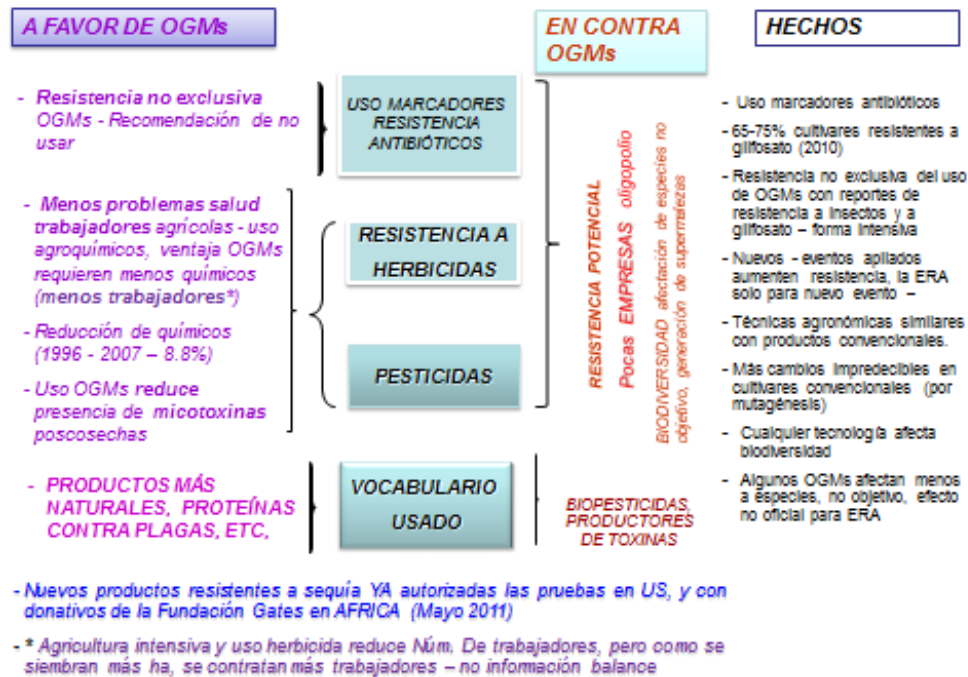 A FAVOR DE OGMs
- Resistencia no exclusiva
OGMs - Recomendación de no
usar
- Menos problemas salud
trabajadores agrícolas - uso
agroquímicos, ventaja OGMs
requieren menos químicos
(menos trabajadores*)
- Reducción de químicos
(1996 - 2007 – 8.8%)
- Uso OGMs reduce
presencia de micotoxinas
poscosechas
- PRODUCTOS MÁS
NATURALES, PROTEÍNAS
CONTRA PLAGAS, ETC,
USO MARCADORES
RESISTENCIA
ANTIBIÓTICOS
RESISTENCIA A
HERBICIDAS
PESTICIDAS
VOCABULARIO
USADO
EN CONTRA
OGMs
RESISTENCIA POTENCIAL
Pocas EMPRESAS oligopolio
BIODIVERSIDAD afectación de especies no
objetivo, generación de supermalezas
BIOPESTICIDAS,
PRODUCTORES
DE TOXINAS
HECHOS
- Uso marcadores antibióticos
- 65-75% cultivares resistentes a
glifosato (2010)
- Resistencia no exclusiva del uso
de OGMs con reportes de
resistencia a insectos y a
glifosato – forma intensiva
- Nuevos - eventos apilados
aumenten resistencia, la ERA
solo para nuevo evento –
- Técnicas agronómicas similares
con productos convencionales.
- Más cambios impredecibles en
cultivares convencionales (por
mutagénesis)
- Cualquier tecnología afecta
biodiversidad
- Algunos OGMs afectan menos
a especies, no objetivo, efecto
no oficial para ERA
- Nuevos productos resistentes a sequía YA autorizadas las pruebas en US, y con
donativos de la Fundación Gates en AFRICA (Mayo 2011)
- * Agricultura intensiva y uso herbicida reduce Núm. De trabajadores, pero como se
siembran más ha, se contratan más trabajadores – no información balance